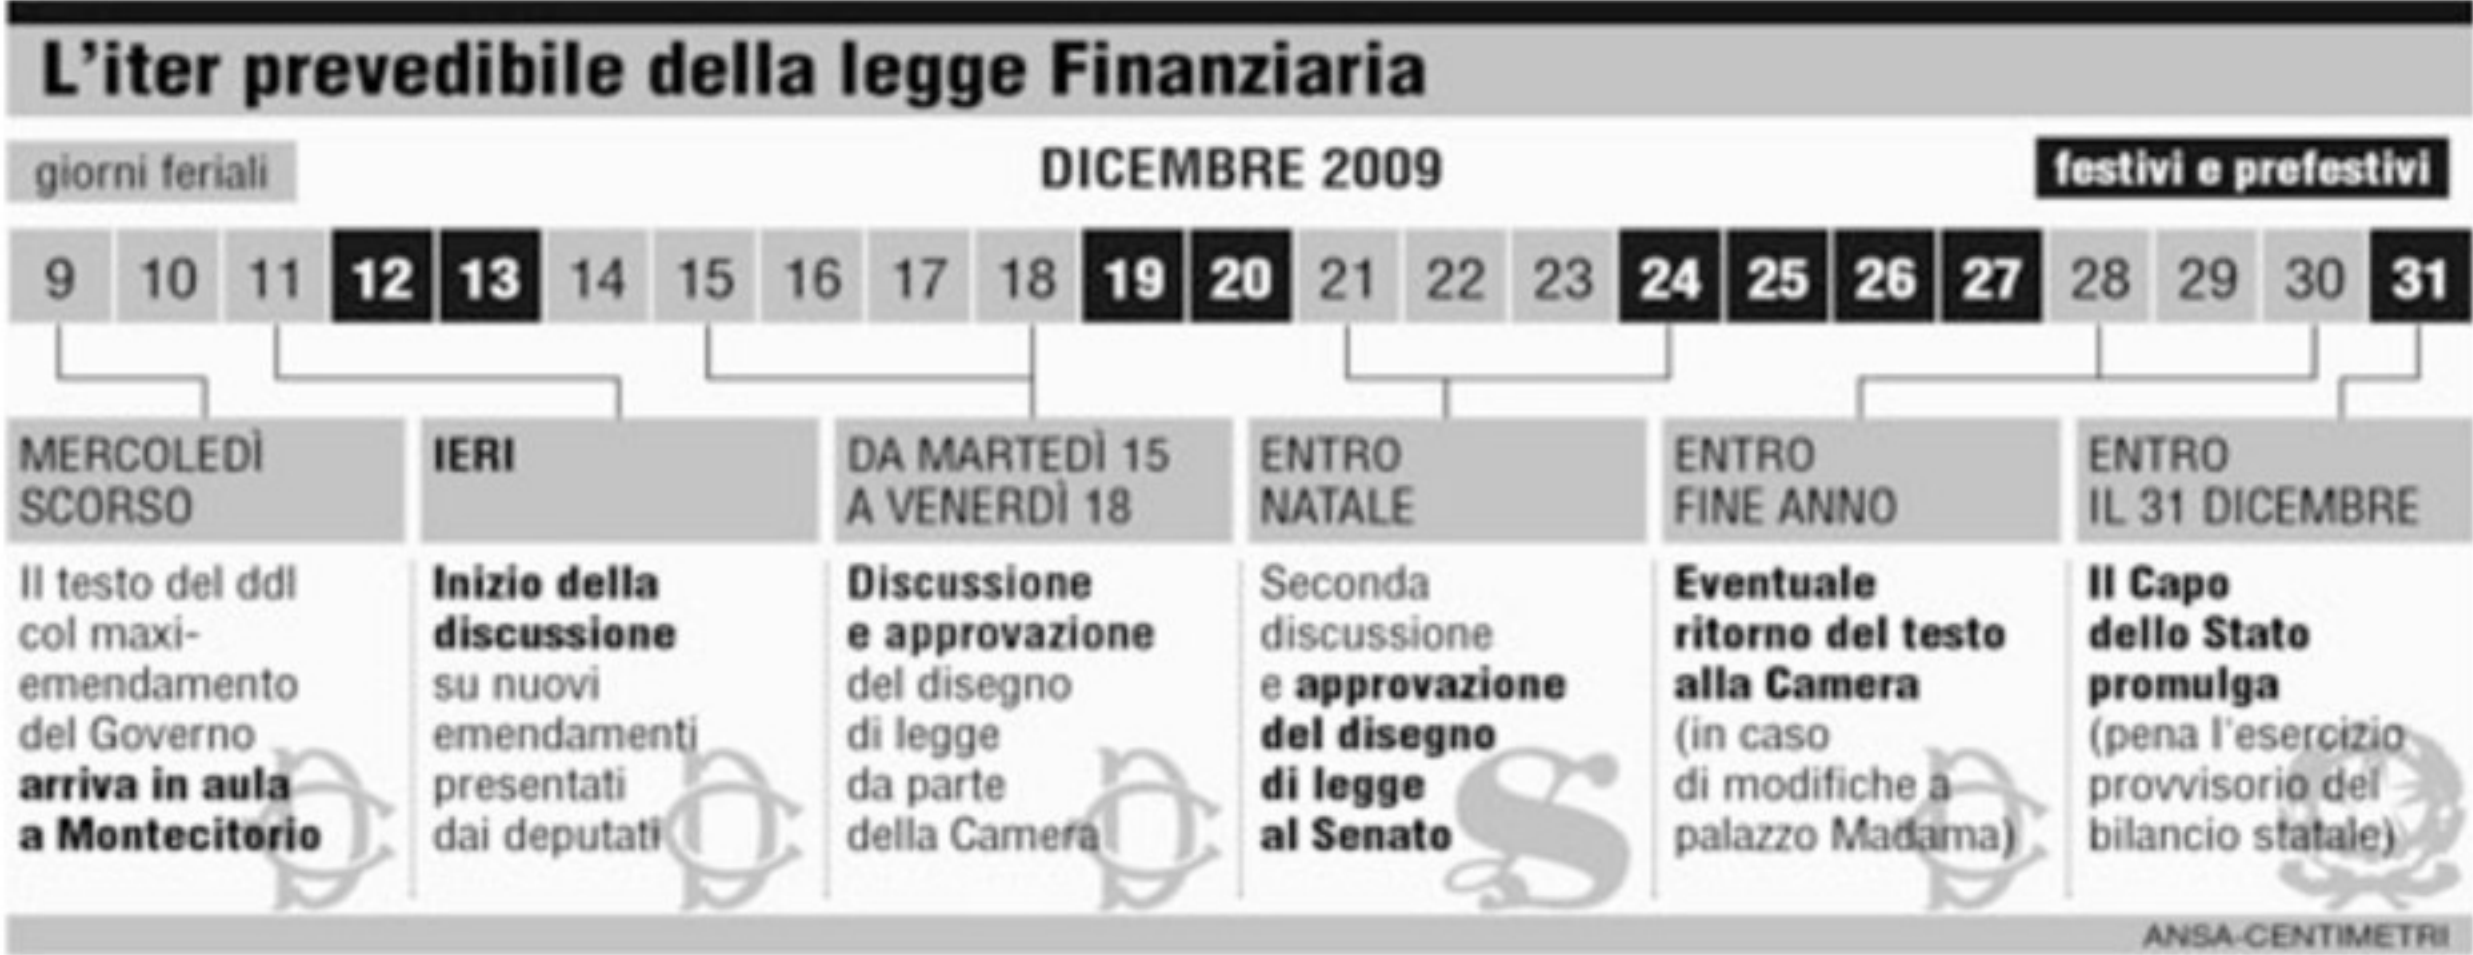 L'iter prevedibile della legge Finanziaria
giorni feriali
DICEMBRE 2009
festivi e prefestivi
9 10 11 12 13 14 15 16 17 18 19 20 21 22 23 24 25 26 27 28 29 30 31
MERCOLEDÌ
SCORSO
Il testo del ddl
col maxi-
emendamento
del Governo
arriva in aula
a Montecitorio
IERI
Inizio della
discussione
su nuovi
emendamenti
presentati
dai deputati
DA MARTEDÌ 15
A VENERDÌ 18
Discussione
e approvazione
del disegno
di legge
da parte
della Camera
ENTRO
NATALE
Seconda
discussione
e approvazione
del disegno
di legge
al Senato
ENTRO
FINE ANNO
Eventuale
ritorno del testo
alla Camera
(in caso
di modifiche a
palazzo Madama)
ENTRO
IL 31 DICEMBRE
Il Capo
dello Stato
promulga
(pena l'esercizio
provvisorio del
bilancio statale)
ANSA-CENTIMETRI